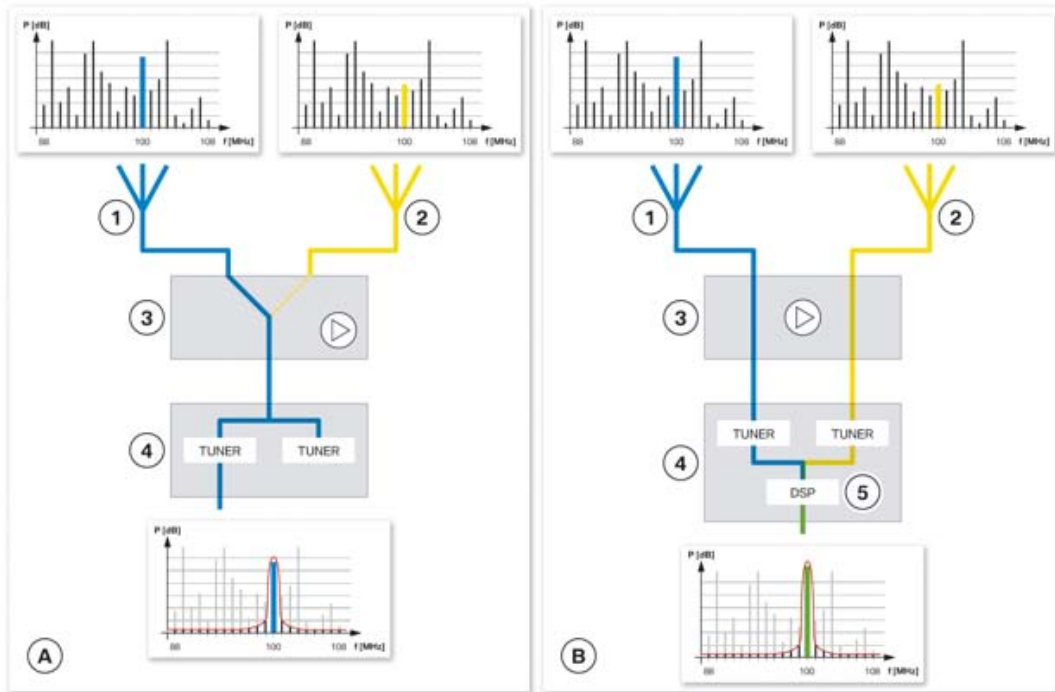 P [dB]
88 100 108 f [MHz]
P [dB]
88 100 108 f [MHz]
1
2
3
4
TUNER TUNER
P [dB]
88 100 108 f [MHz]
A
P [dB]
88 100 108 f [MHz]
P [dB]
88 100 108 f [MHz]
1
2
3
4
TUNER TUNER
DSP
5
P [dB]
88 100 108 f [MHz]
B